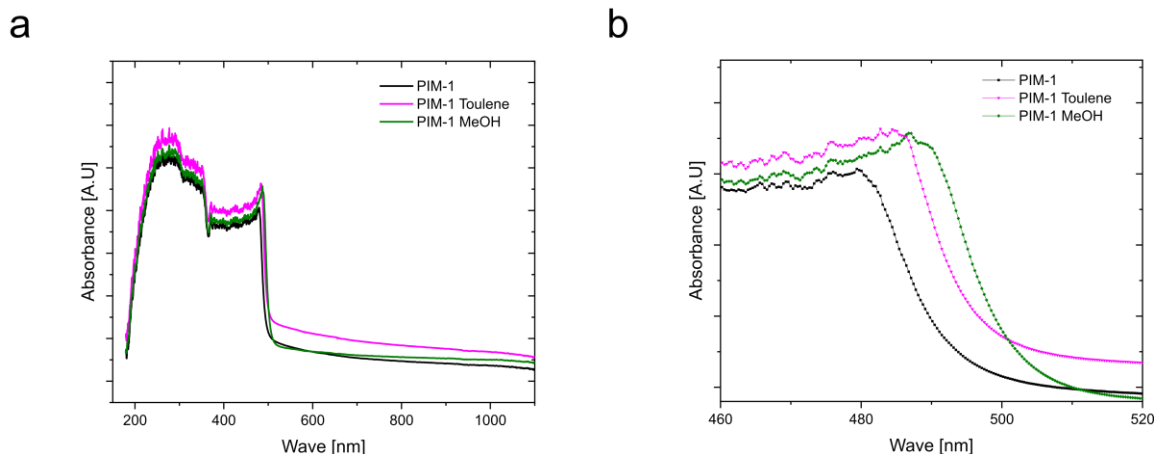 a
PIM-1
PIM-1 Toulene
PIM-1 MeOH
Absorbance [A.U]
200 400 600 800 1000
Wave [nm]
b
PIM-1
PIM-1 Toulene
PIM-1 MeOH
Absorbance [A.U]
460 480 500 520
Wave [nm]